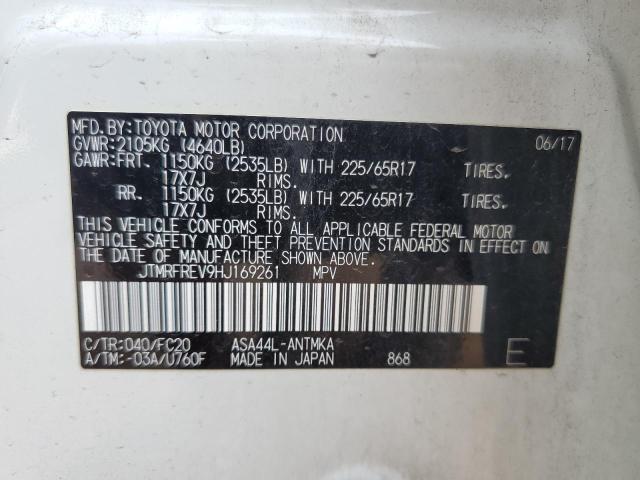 MFD.BY:TOYOTA MOTOR CORPORATION 06/17
GVWR:2105KG (4640LB)
GAWR:FRT. 1150KG (2535LB) WITH 225/65R17 TIRES.
17X7J RIMS.
RR. 1150KG (2535LB) WITH 225/65R17 TIRES.
17X7J RIMS.
THIS VEHICLE CONFORMS TO ALL APPLICABLE FEDERAL MOTOR
VEHICLE SAFETY AND THEFT PREVENTION STANDARDS IN EFFECT ON
THE DATE OF MANUFACTURE SHOWN ABOVE.
JTMRFREV9HJ169261 MPV
C/TR:040/FC20 ASA44L-ANTMKA
A/TM:-03A/U760F MADE IN JAPAN 868 E